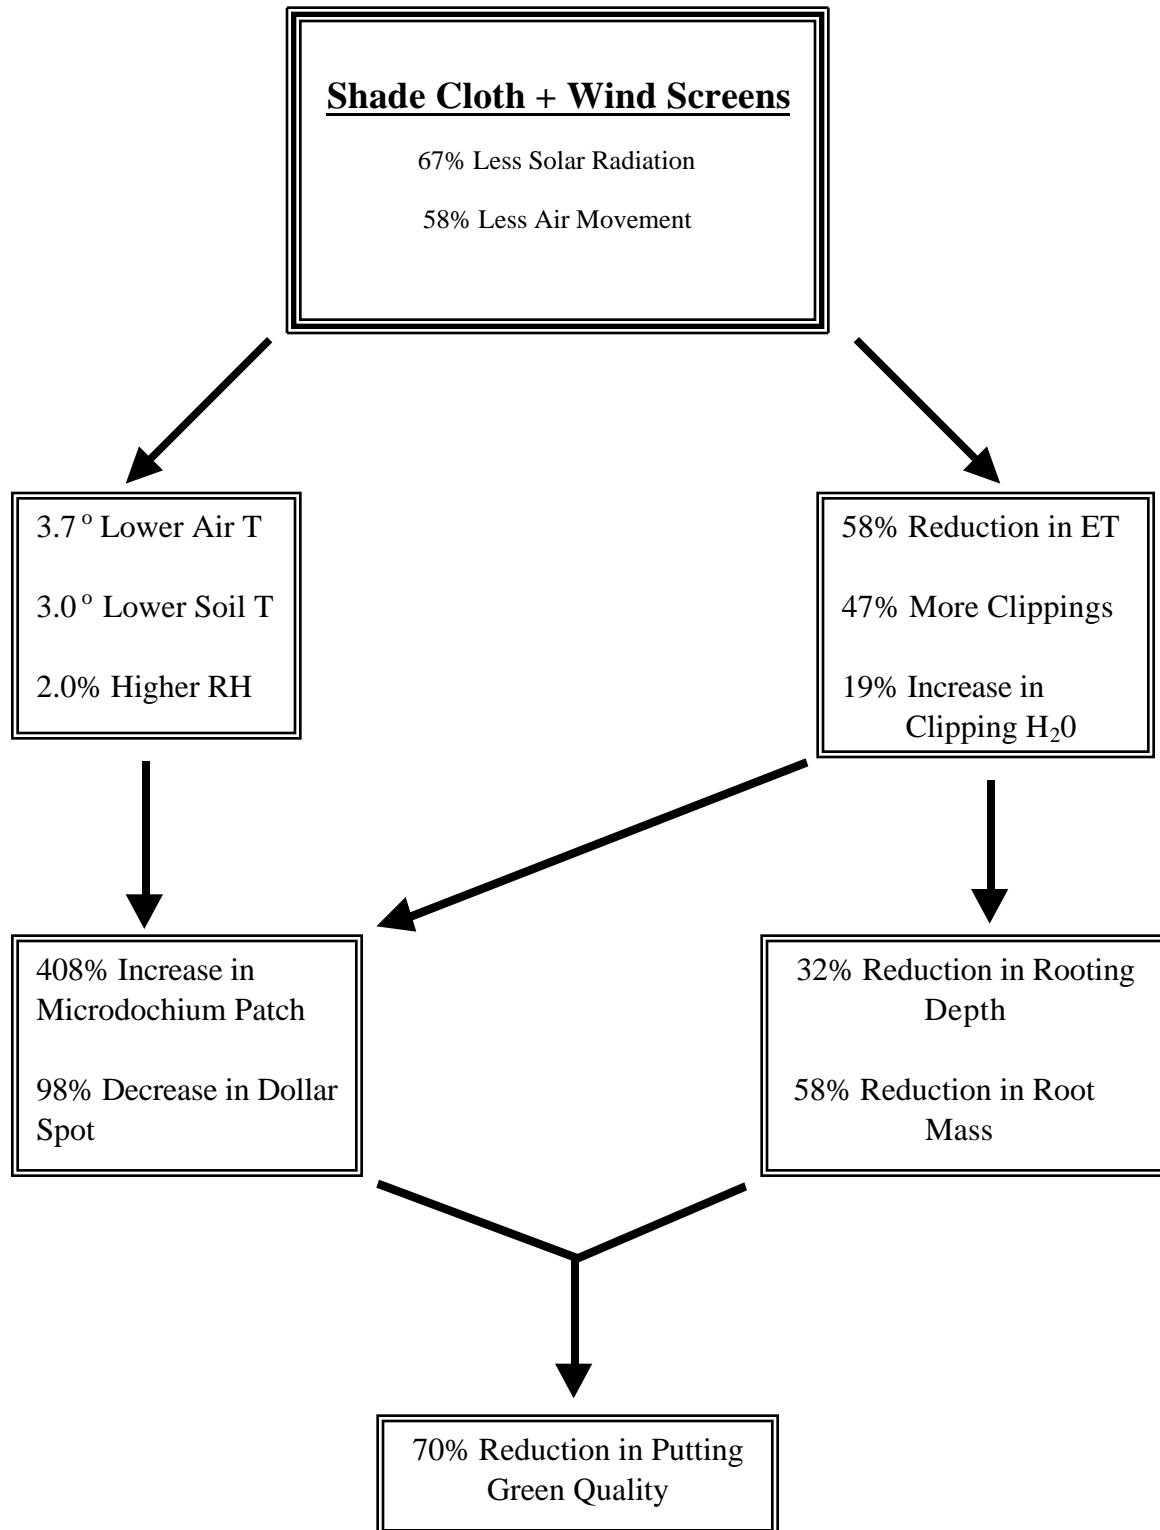 Shade Cloth + Wind Screens
67% Less Solar Radiation
58% Less Air Movement
3.7 o Lower Air T
3.0 o Lower Soil T
2.0% Higher RH
58% Reduction in ET
47% More Clippings
19% Increase in
Clipping H₂0
408% Increase in
Microdochium Patch
98% Decrease in Dollar
Spot
32% Reduction in Rooting
Depth
58% Reduction in Root
Mass
70% Reduction in Putting
Green Quality